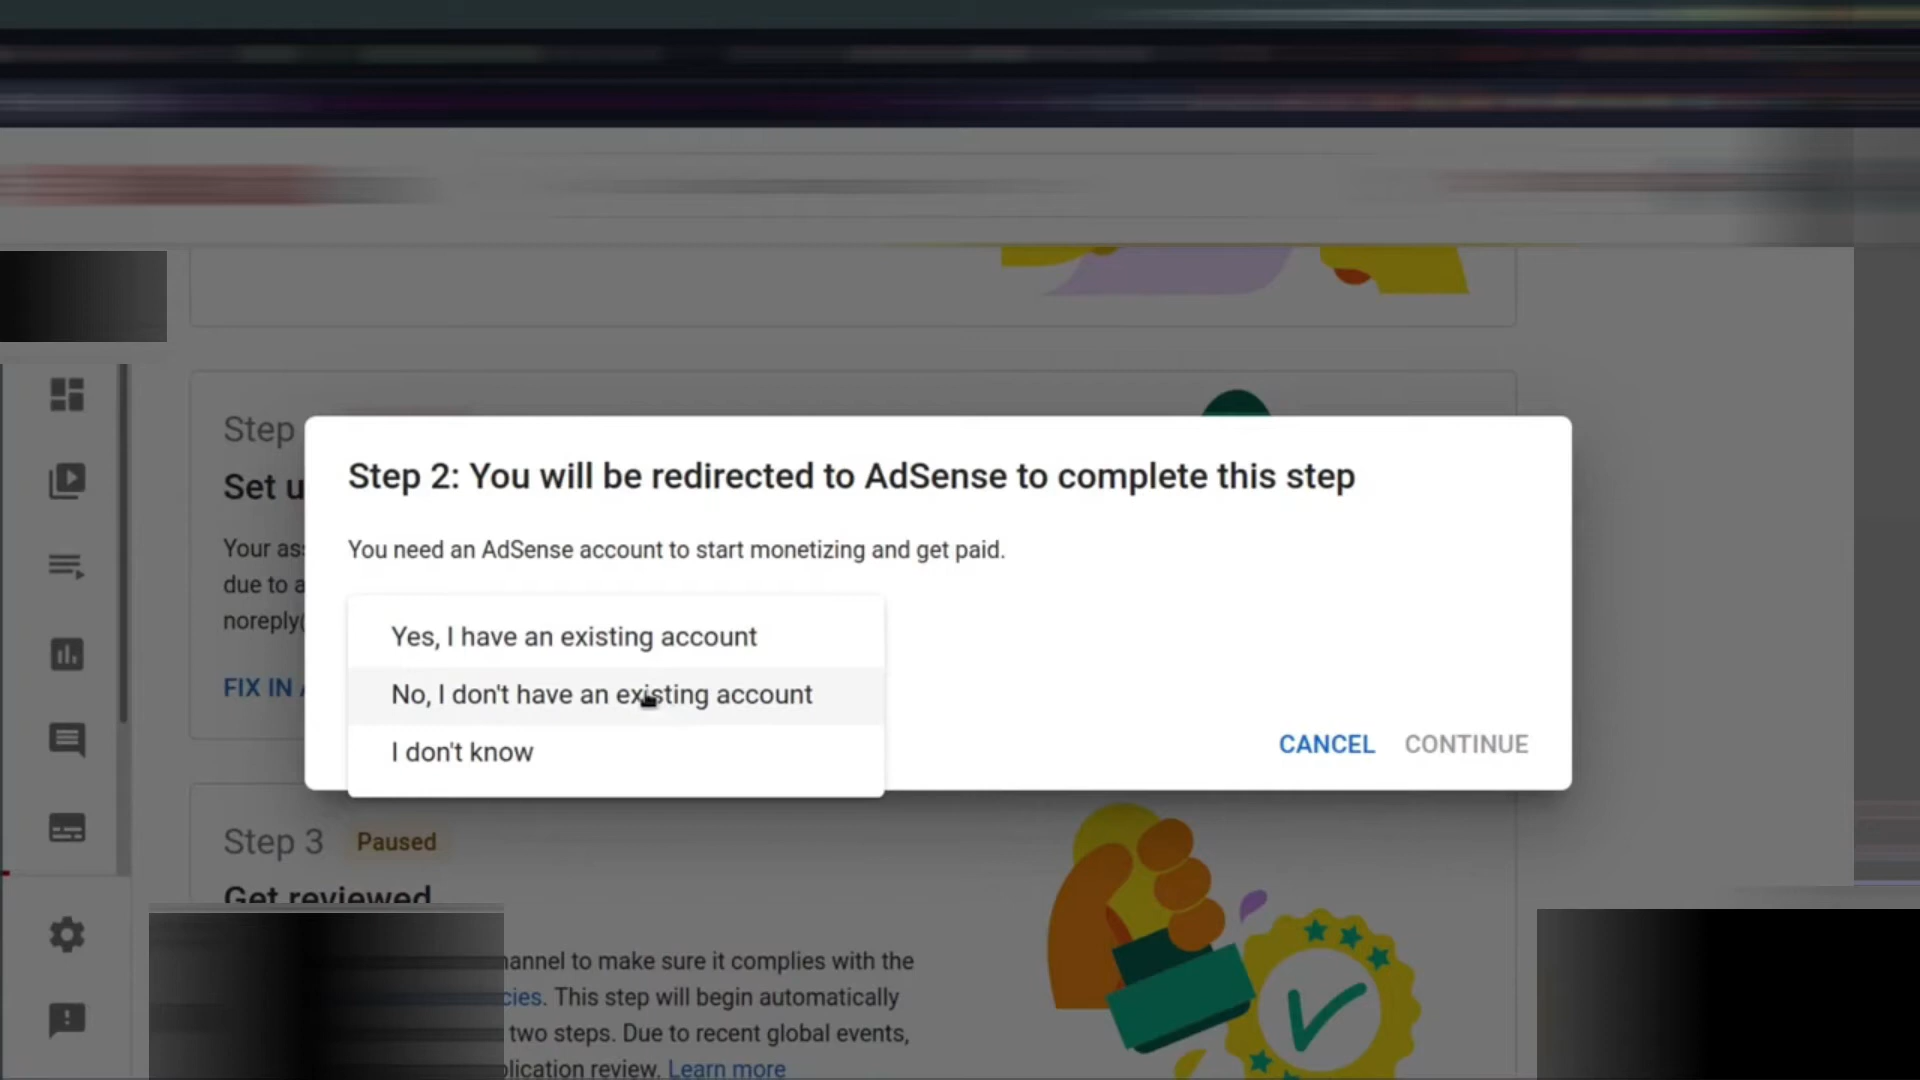 Step
Set u
Your as
due to a
noreply(
FIX IN
Step 2: You will be redirected to AdSense to complete this step
You need an AdSense account to start monetizing and get paid.
Yes, I have an existing account
No, I don't have an existing account
I don't know
CANCEL CONTINUE
Step 3 Paused
Get reviewed
hannel to make sure it complies with the
cies. This step will begin automatically
two steps. Due to recent global events,
plication review. Learn more